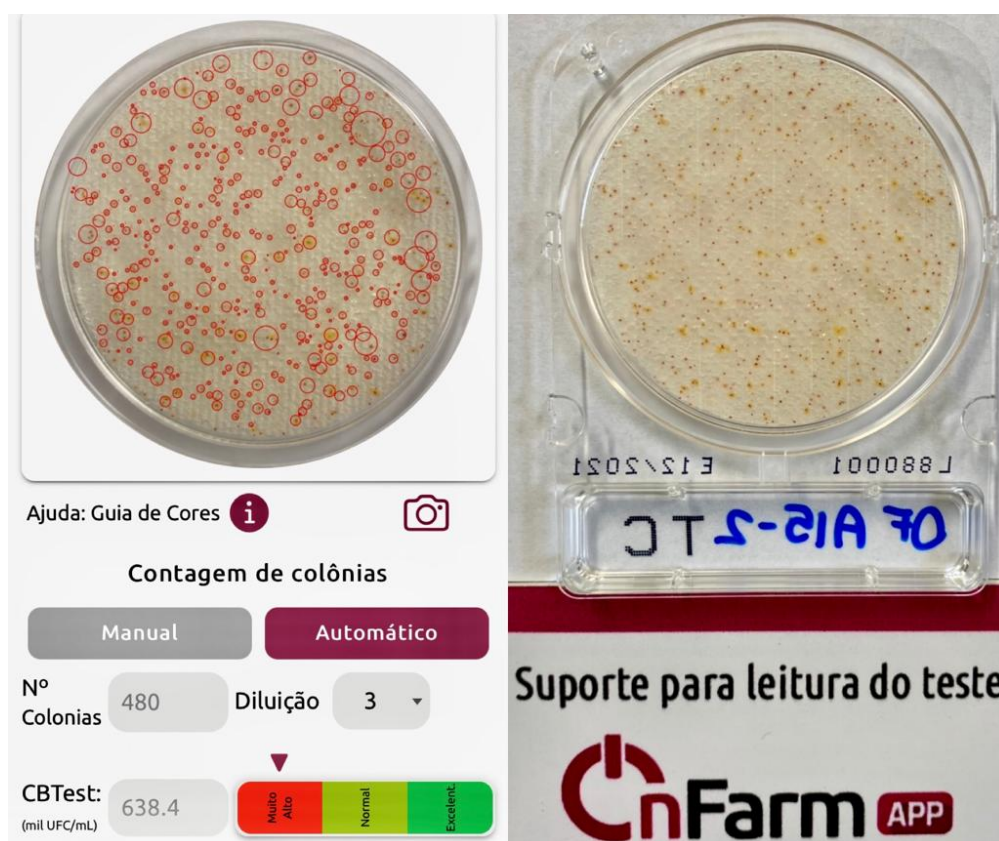 Ajuda: Guia de Cores i
Contagem de colônias
Manual Automático
Nº
Colonias 480 Diluição 3
CBTest:
(mil UFC/mL) 638.4
Muito
Alto
Normal
Excelent.
E12/2021 L880001
OF A15-2 TC
Suporte para leitura do teste
OnFarm APP